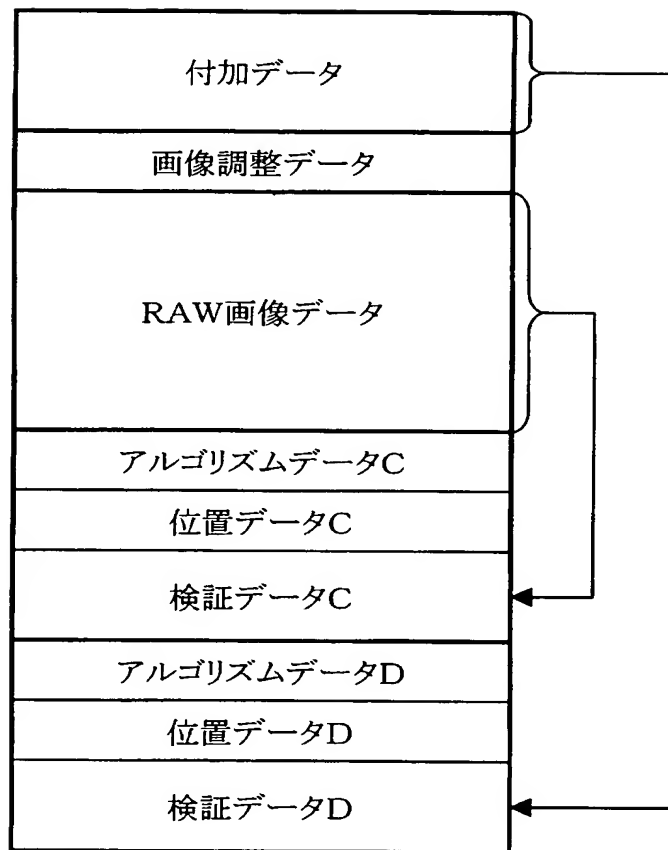 付加データ
画像調整データ
RAW画像データ
アルゴリズムデータC
位置データC
検証データC
アルゴリズムデータD
位置データD
検証データD